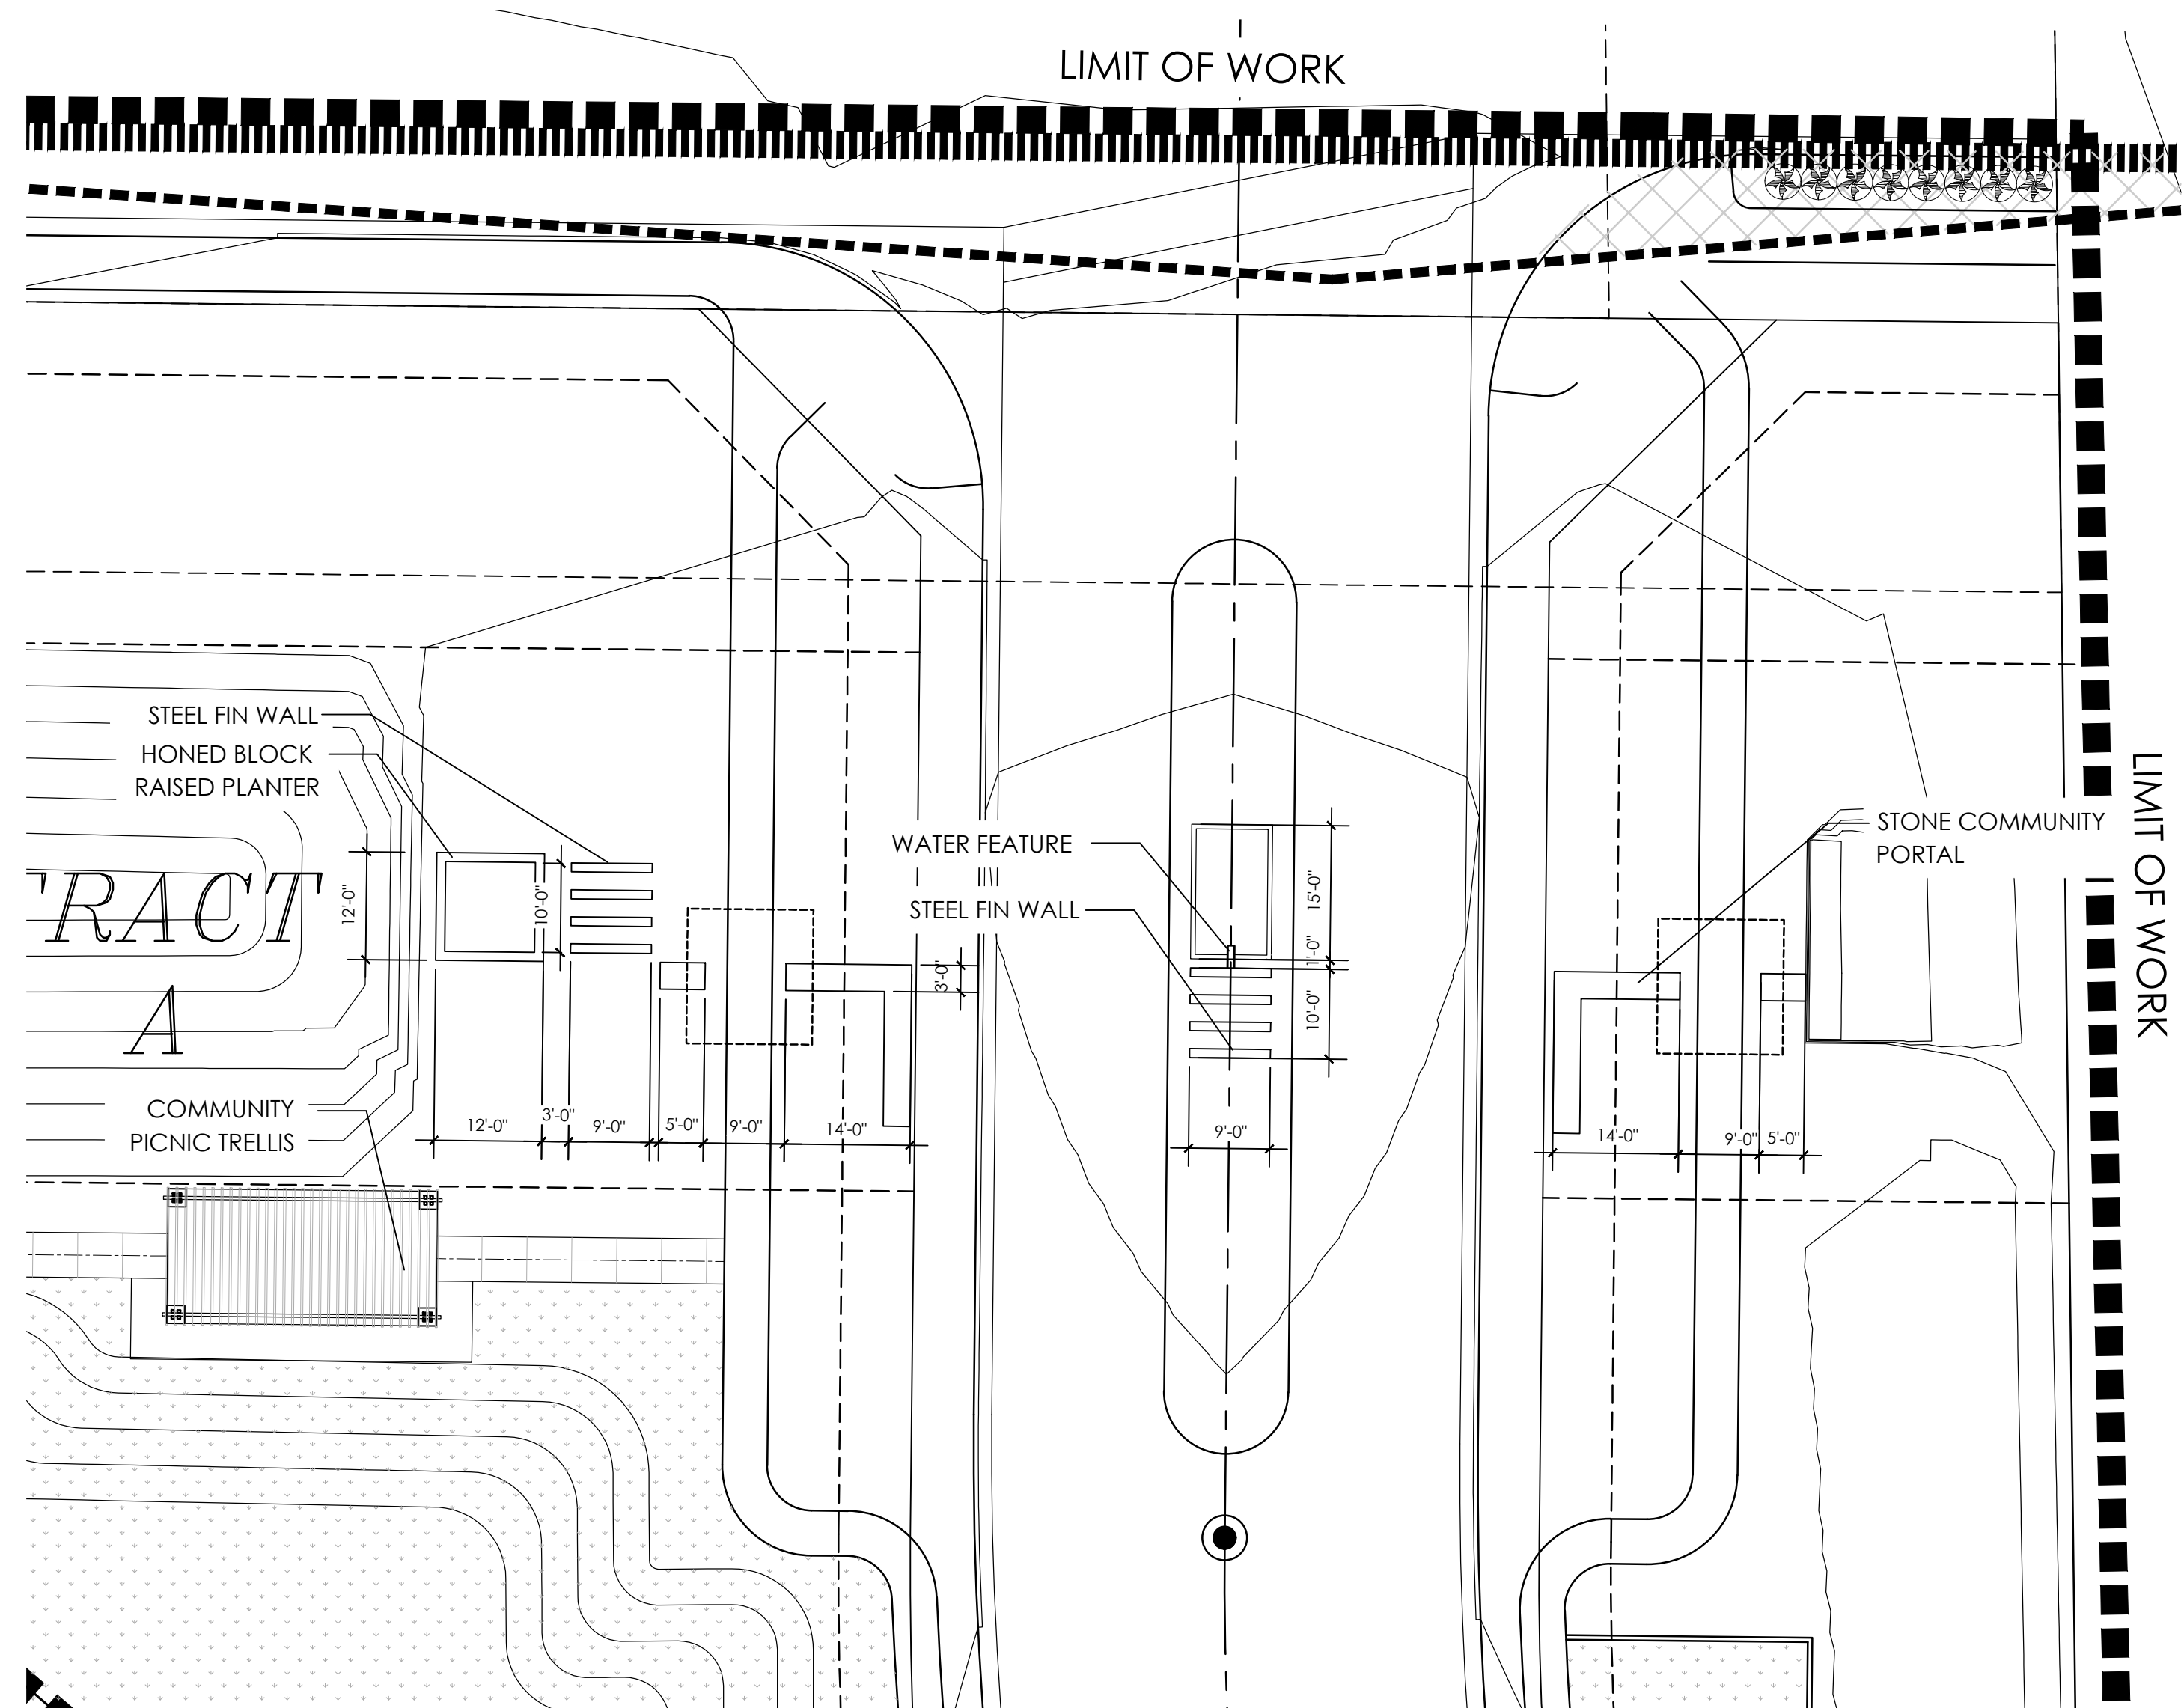 LIMIT OF WORK
STEEL FIN WALL
HONED BLOCK
RAISED PLANTER
WATER FEATURE
STEEL FIN WALL
STONE COMMUNITY
PORTAL
LIMIT OF WORK
TRACT
A
12'-0"
10'-0"
3'-0"
15'-0"
1'-0"
10'-0"
COMMUNITY
PICNIC TRELLIS
12'-0"
3'-0"
9'-0"
5'-0"
9'-0"
14'-0"
9'-0"
14'-0"
9'-0"
5'-0"